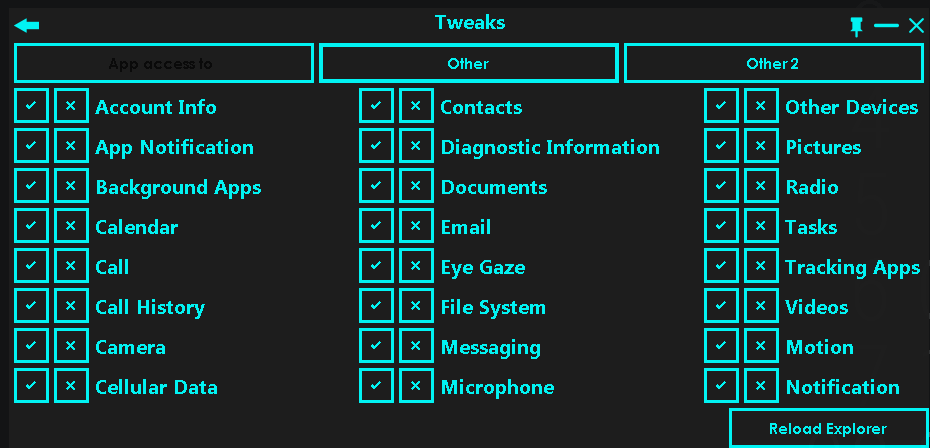 Tweaks
App access to
Other
Other 2
Account Info
Contacts
Other Devices
App Notification
Diagnostic Information
Pictures
Background Apps
Documents
Radio
Calendar
Email
Tasks
Call
Eye Gaze
Tracking Apps
Call History
File System
Videos
Camera
Messaging
Motion
Cellular Data
Microphone
Notification
Reload Explorer